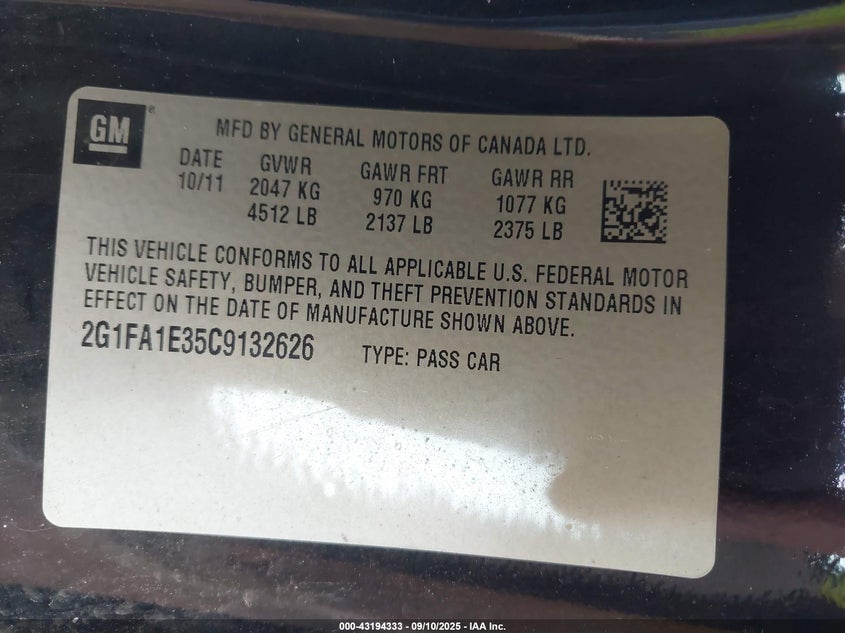 GM ®
MFD BY GENERAL MOTORS OF CANADA LTD.
DATE GVWR GAWR FRT GAWR RR
10/11 2047 KG 970 KG 1077 KG
4512 LB 2137 LB 2375 LB
THIS VEHICLE CONFORMS TO ALL APPLICABLE U.S. FEDERAL MOTOR
VEHICLE SAFETY, BUMPER, AND THEFT PREVENTION STANDARDS IN
EFFECT ON THE DATE OF MANUFACTURE SHOWN ABOVE.
2G1FA1E35C9132626 TYPE: PASS CAR
000-43194333 - 09/10/2025 - IAA Inc.